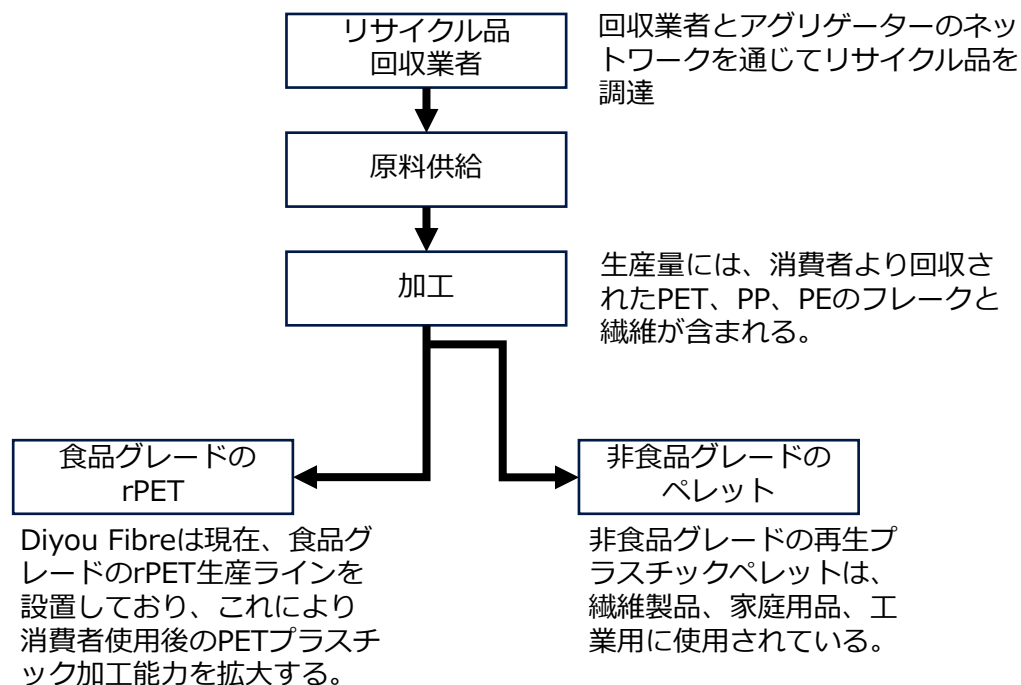 リサイクル品
回収業者
回収業者とアグリゲーターのネッ
トワークを通じてリサイクル品を
調達
原料供給
加工
生産量には、消費者より回収さ
れたPET、PP、PEのフレークと
繊維が含まれる。
食品グレードの
rPET
非食品グレードの
ペレット
Diyou Fibreは現在、食品グ
レードのrPET生産ラインを
設置しており、これにより
消費者使用後のPETプラスチ
ック加工能力を拡大する。
非食品グレードの再生プ
ラスチックペレットは、
繊維製品、家庭用品、工
業用に使用されている。